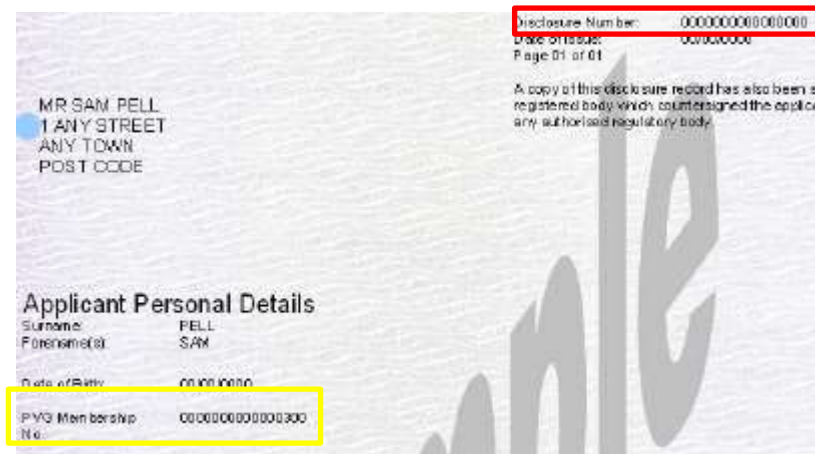 Disclosure Number: 0000000000000000
Date of Issue: 00/00/0000
Page 01 of 01
A copy of this disclosure record has also been s
registered body which countersigned the applica
any authorised regulatory body
MR SAM PELL
1 ANY STREET
ANY TOWN
POST CODE
Applicant Personal Details
Surname: PELL
Forename(s): SAM
Date of Birth: 00/00/0000
PVG Membership 0000000000000300
No.
mple